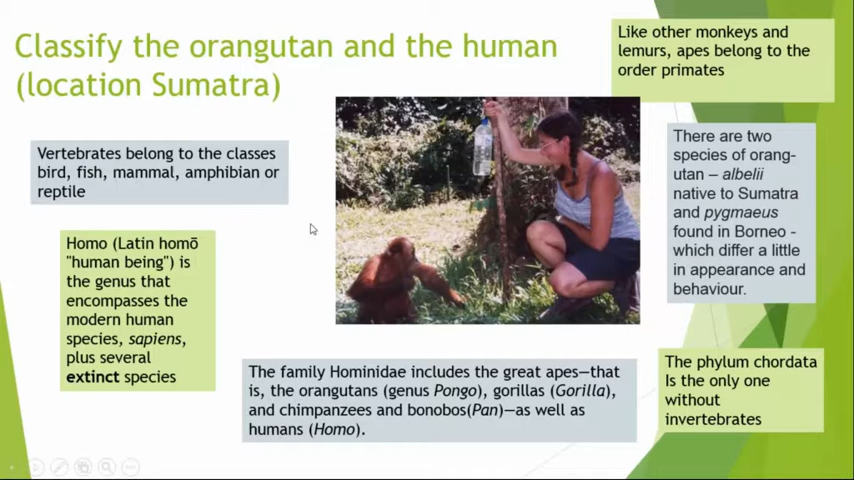 Classify the orangutan and the human
(location Sumatra)
Like other monkeys and
lemurs, apes belong to the
order primates
Vertebrates belong to the classes
bird, fish, mammal, amphibian or
reptile
There are two
species of orang-
utan – albelii
native to Sumatra
and pygmaeus
found in Borneo -
which differ a little
in appearance and
behaviour.
Homo (Latin homō
"human being") is
the genus that
encompasses the
modern human
species, sapiens,
plus several
extinct species
The family Hominidae includes the great apes—that
is, the orangutans (genus Pongo), gorillas (Gorilla),
and chimpanzees and bonobos(Pan)—as well as
humans (Homo).
The phylum chordata
Is the only one
without
invertebrates